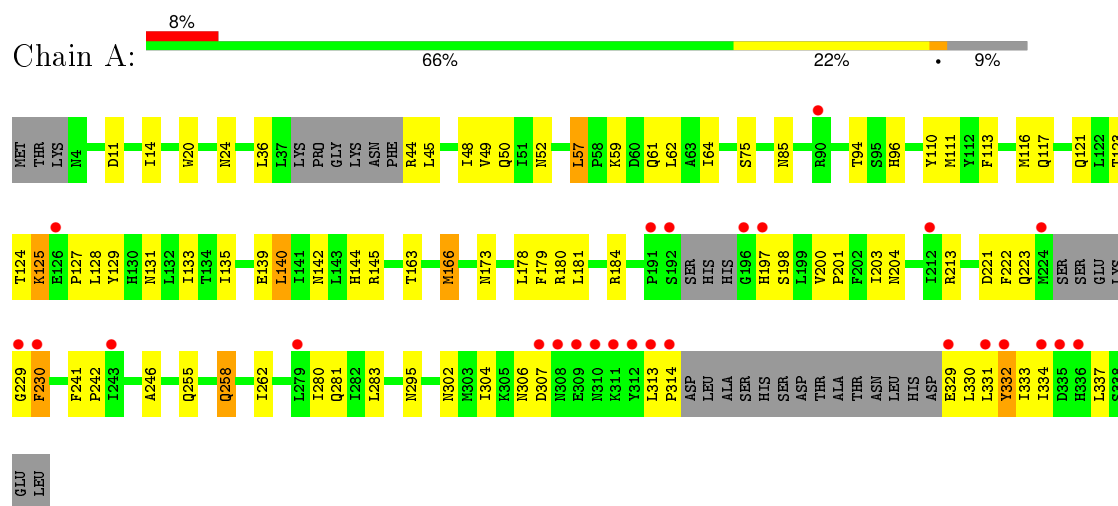 8%
Chain A:
66% 22% • 9%
MET THR LYS N4 D11 I14 W20 N24 L36 L37 LYS PRO GLY LYS ASN PHE R44 L45 I48 V49 Q50 I51 N52 L57 P58 K59 D60 Q61 L62 A63 I64 S75 N85 R90 T94 S95 H96 Y110 M111 Y112 F113 M116 Q117 Q121 L122 T123
T124 K125 E126 P127 L128 Y129 H130 N131 L132 I133 T134 I135 E139 L140 I141 N142 L143 H144 R145 T163 M166 N173 L178 F179 R180 L181 R184 P191 S192 SER HIS HIS G196 H197 S198 L199 V200 P201 F202 I203 N204 I212 R213 D221 F222 Q223 M224 SER SER GLU LYS
G229 F230 F241 P242 I243 A246 Q255 Q258 I262 L279 I280 Q281 I282 L283 N295 N302 M303 I304 K305 N306 D307 N308 E309 N310 K311 Y312 L313 P314 ASP LEU ALA SER HIS SER ASP THR ALA THR ASN LEU HIS ASP E329 L330 L331 Y332 I333 I334 D335 H336 L337 S338
GLU LEU